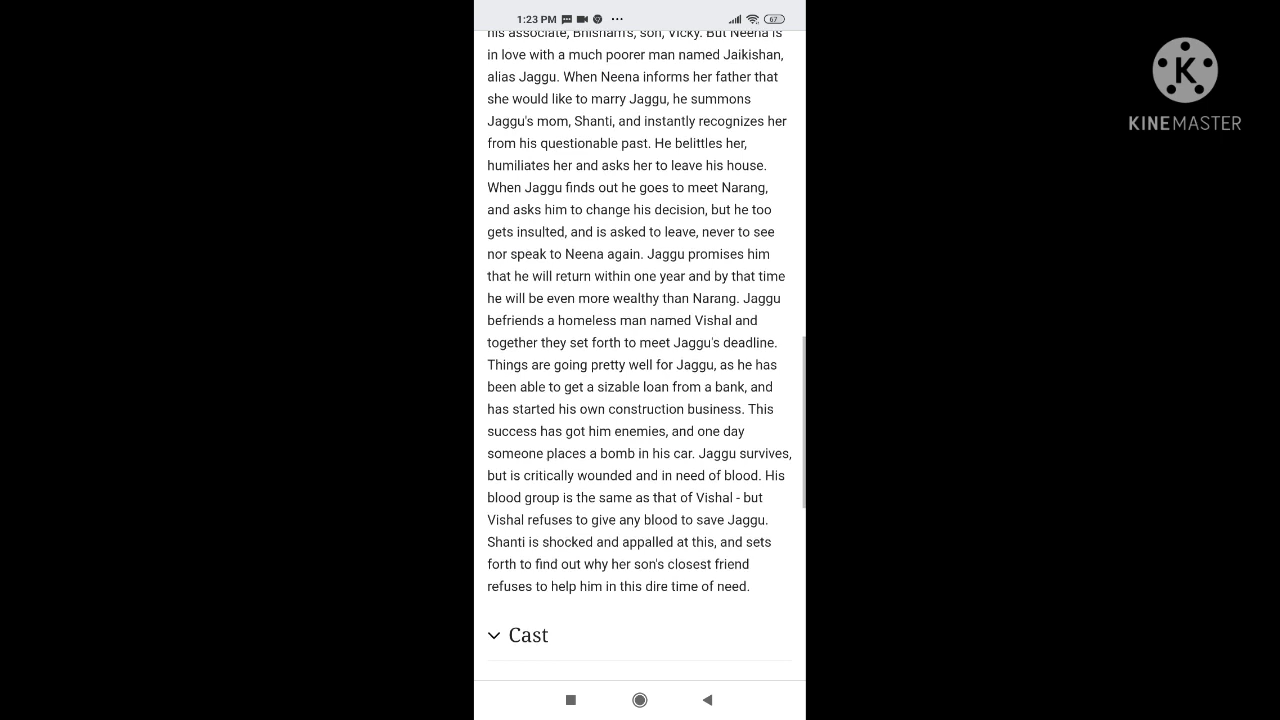 1:23 PM
67
his associate, Bhisham's, son, Vicky. But Neena is
in love with a much poorer man named Jaikishan,
alias Jaggu. When Neena informs her father that
she would like to marry Jaggu, he summons
Jaggu's mom, Shanti, and instantly recognizes her
from his questionable past. He belittles her,
humiliates her and asks her to leave his house.
When Jaggu finds out he goes to meet Narang,
and asks him to change his decision, but he too
gets insulted, and is asked to leave, never to see
nor speak to Neena again. Jaggu promises him
that he will return within one year and by that time
he will be even more wealthy than Narang. Jaggu
befriends a homeless man named Vishal and
together they set forth to meet Jaggu's deadline.
Things are going pretty well for Jaggu, as he has
been able to get a sizable loan from a bank, and
has started his own construction business. This
success has got him enemies, and one day
someone places a bomb in his car. Jaggu survives,
but is critically wounded and in need of blood. His
blood group is the same as that of Vishal - but
Vishal refuses to give any blood to save Jaggu.
Shanti is shocked and appalled at this, and sets
forth to find out why her son's closest friend
refuses to help him in this dire time of need.
Cast
K
KINEMASTER